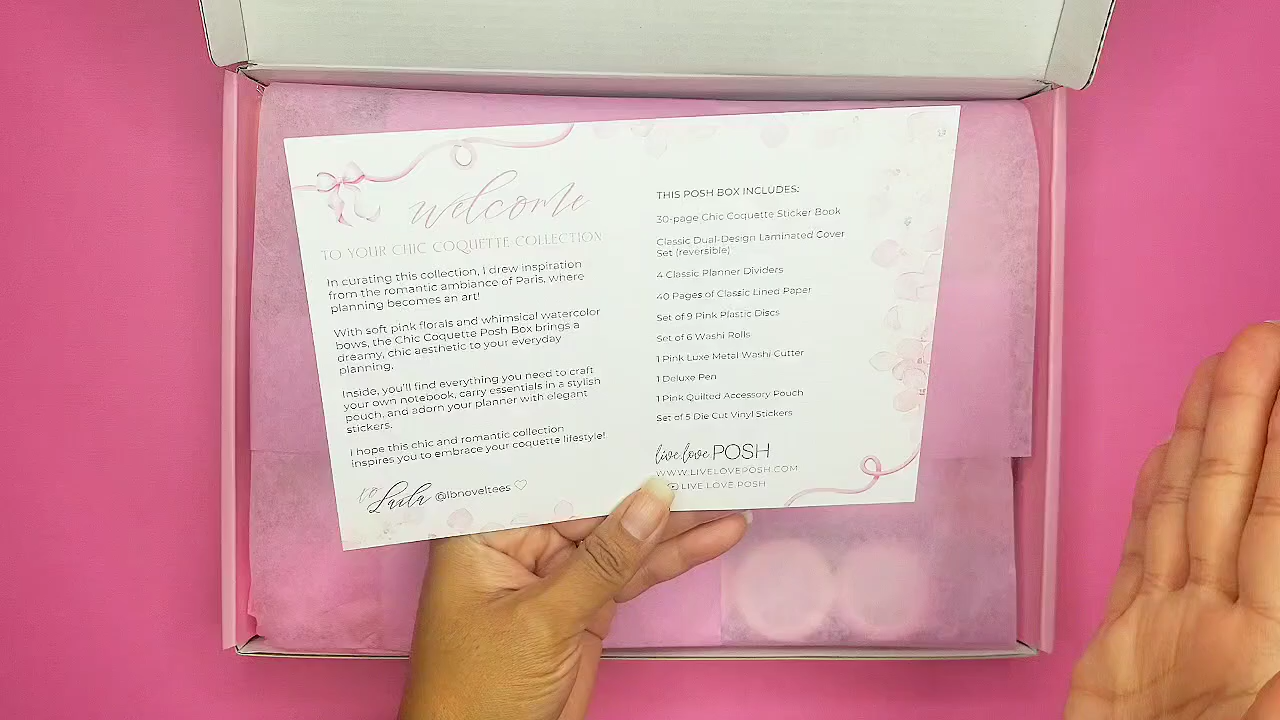 welcome
TO YOUR CHIC COQUETTE COLLECTION
In curating this collection, I drew inspiration
from the romantic ambiance of Paris, where
planning becomes an art!
With soft pink florals and whimsical watercolor
bows, the Chic Coquette Posh Box brings a
dreamy, chic aesthetic to your everyday
planning.
Inside, you'll find everything you need to craft
your own notebook, carry essentials in a stylish
pouch, and adorn your planner with elegant
stickers.
I hope this chic and romantic collection
inspires you to embrace your coquette lifestyle!
xo
Lula @lbnoveltees
THIS POSH BOX INCLUDES:
30-page Chic Coquette Sticker Book
Classic Dual-Design Laminated Cover
Set (reversible)
4 Classic Planner Dividers
40 Pages of Classic Lined Paper
Set of 9 Pink Plastic Discs
Set of 6 Washi Rolls
1 Pink Luxe Metal Washi Cutter
1 Deluxe Pen
1 Pink Quilted Accessory Pouch
Set of 5 Die Cut Vinyl Stickers
live love POSH
WWW.LIVELOVEPOSH.COM
LIVE.LOVE.POSH